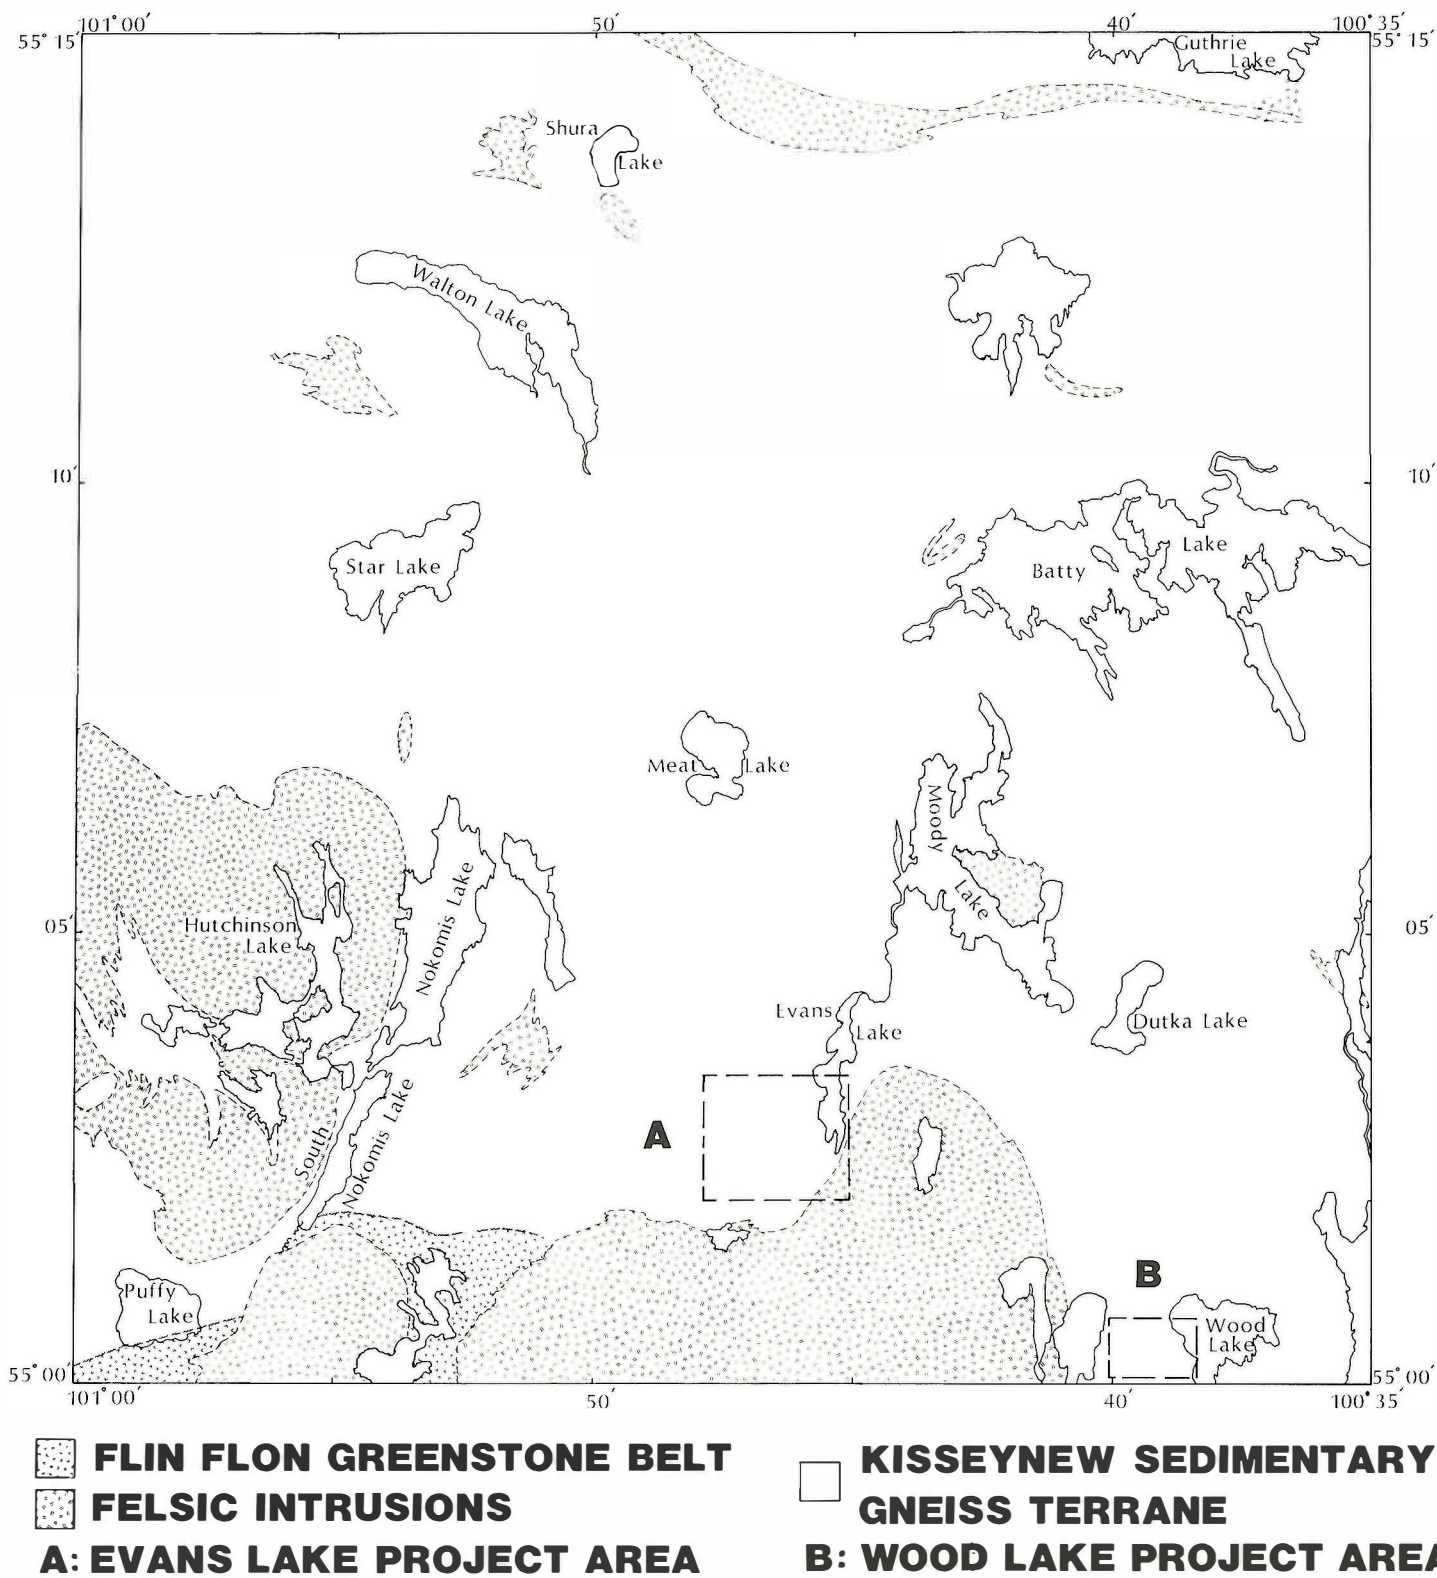 101° 00′ 50′ 40′ 100° 35′
55° 15′ 55° 15′
Guthrie
Lake
Shura
Lake
Walton Lake
10′ 10′
Star Lake
Batty Lake
Meat Lake
Moody
Lake
Nokomis Lake
Hutchinson
Lake
05′ 05′
Evans
Lake
Dutka Lake
A
South
Nokomis Lake
B
Puffy
Lake
Wood
Lake
55° 00′ 55° 00′
101° 00′ 50′ 40′ 100° 35′
FLIN FLON GREENSTONE BELT
FELSIC INTRUSIONS
KISSEYNEW SEDIMENTARY
GNEISS TERRANE
A: EVANS LAKE PROJECT AREA
B: WOOD LAKE PROJECT AREA